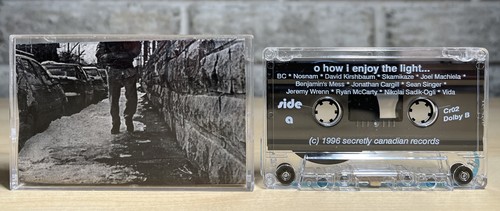 o how i enjoy the light...
BC * Nosnam * David Kirshbaum * Skamikaze * Joel Machiela *
Benjamin's Mess * Jonathan Cargill * Sean Singer *
Jeremy Wrenn * Ryan McCarty * Nikolai Sadik-Ogli * Vida
side
a
Cr02
Dolby B
(c) 1996 secretly canadian records